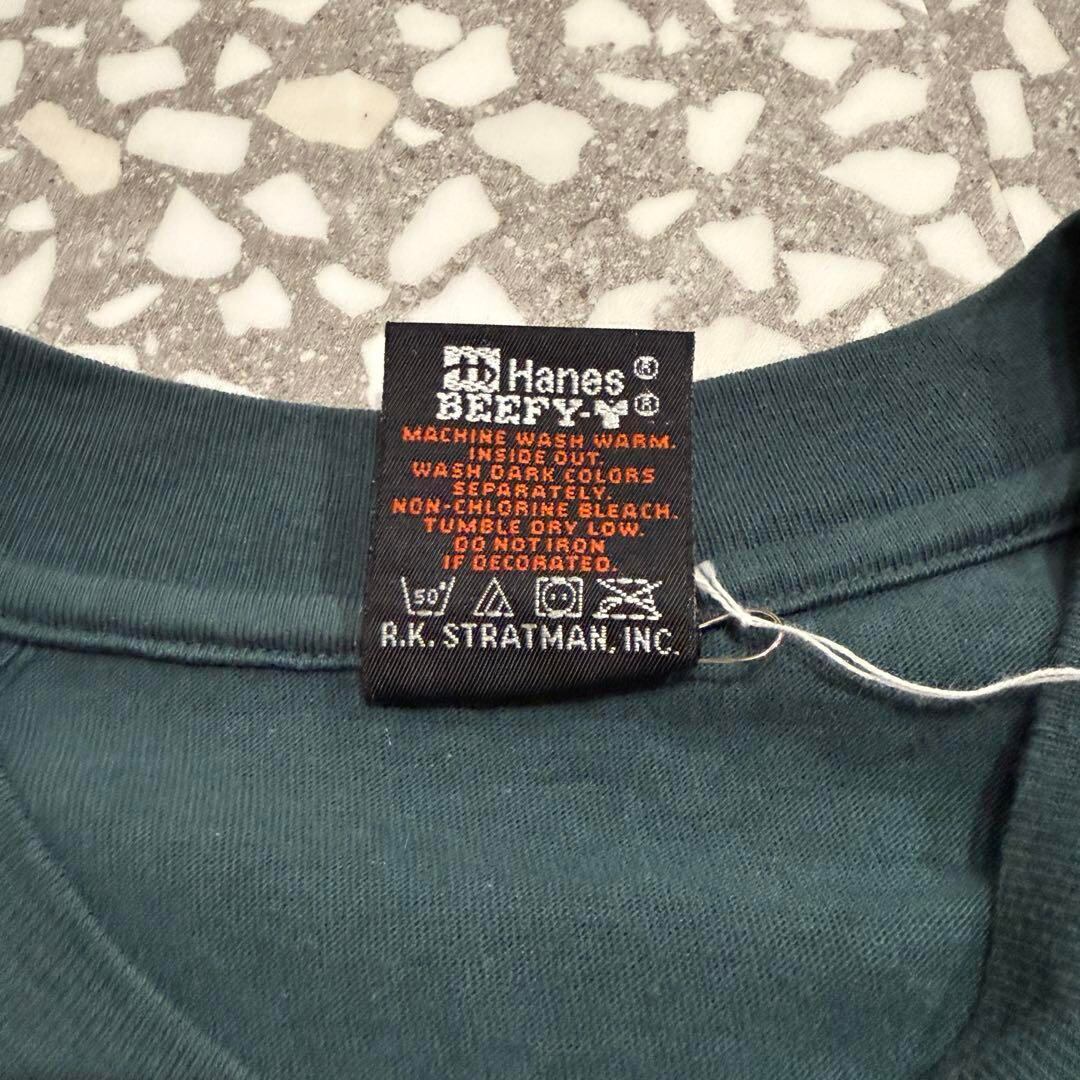 Hanes ®
BEEFY-T ®
MACHINE WASH WARM.
INSIDE OUT.
WASH DARK COLORS
SEPARATELY.
NON-CHLORINE BLEACH.
TUMBLE DRY LOW.
DO NOT IRON
IF DECORATED.
50°
R.K. STRATMAN, INC.